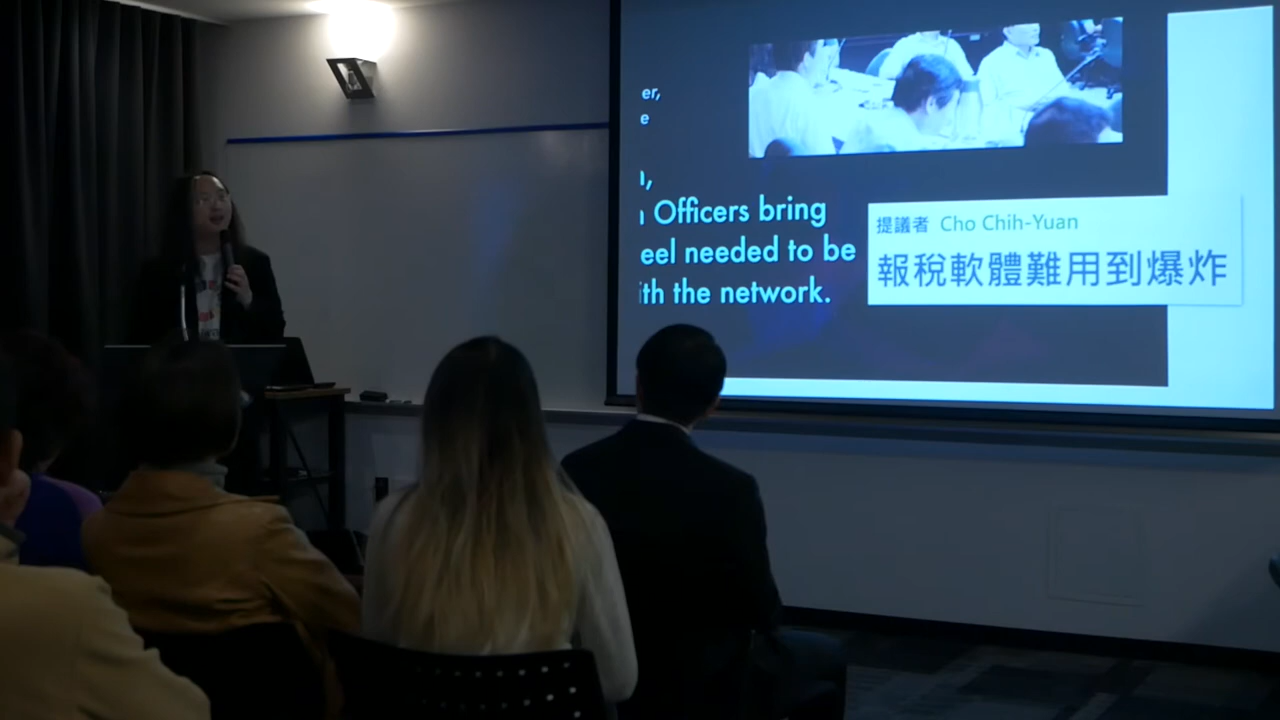 er,
e
,
Officers bring
eel needed to be
ith the network.
提議者 Cho Chih-Yuan
報稅軟體難用到爆炸